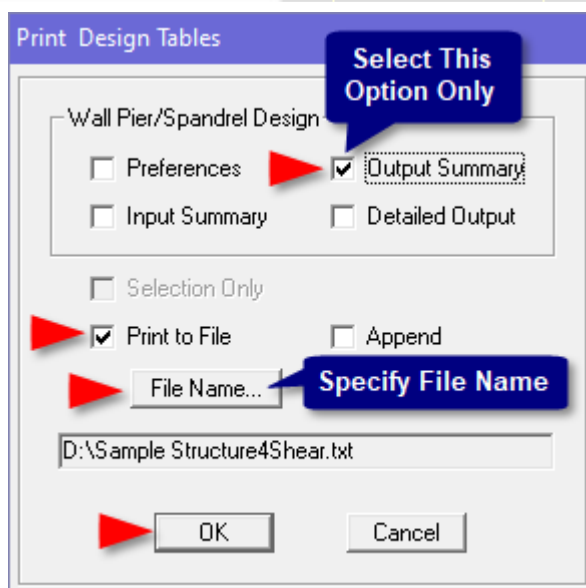 Print Design Tables
Select This
Option Only
Wall Pier/Spandrel Design
Preferences
Output Summary
Input Summary
Detailed Output
Selection Only
Print to File
Append
File Name...
Specify File Name
D:\Sample Structure4Shear.txt
OK
Cancel